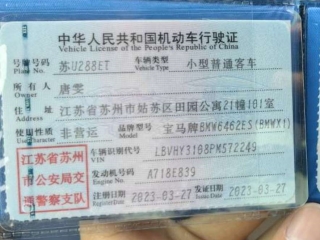 中华人民共和国机动车行驶证
Vehicle License of the People's Republic of China
号牌号码 苏U288ET 车辆类型 小型普通客车
Plate No. Vehicle Type
所有人 唐雯
Owner
住址 江苏省苏州市姑苏区田园公寓21幢101室
Address
使用性质 非营运 品牌型号 宝马牌BMW6462ES(BMWX1)
Use Character Model
江苏省苏州
市公安局交
通警察支队
车辆识别代号 LBVHY3108PMS72249
VIN
发动机号码 A718E839
Engine No.
注册日期 2023-03-27 发证日期 2023-03-27
Register Date Issue Date